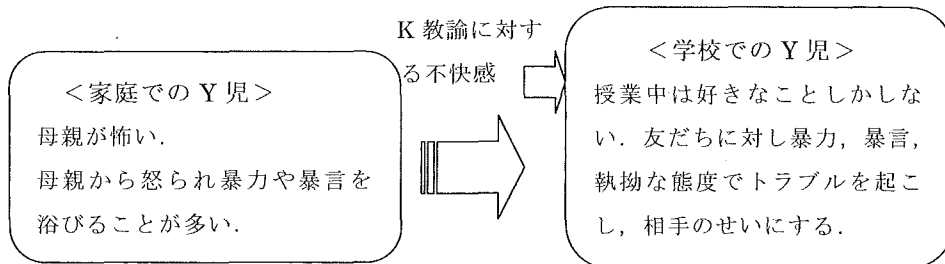 K 教諭に対す
る不快感
＜家庭での Y 児＞
母親が怖い．
母親から怒られ暴力や暴言を
浴びることが多い．
＜学校での Y 児＞
授業中は好きなことしかしな
い．友だちに対し暴力，暴言，
執拗な態度でトラブルを起こ
し，相手のせいにする．